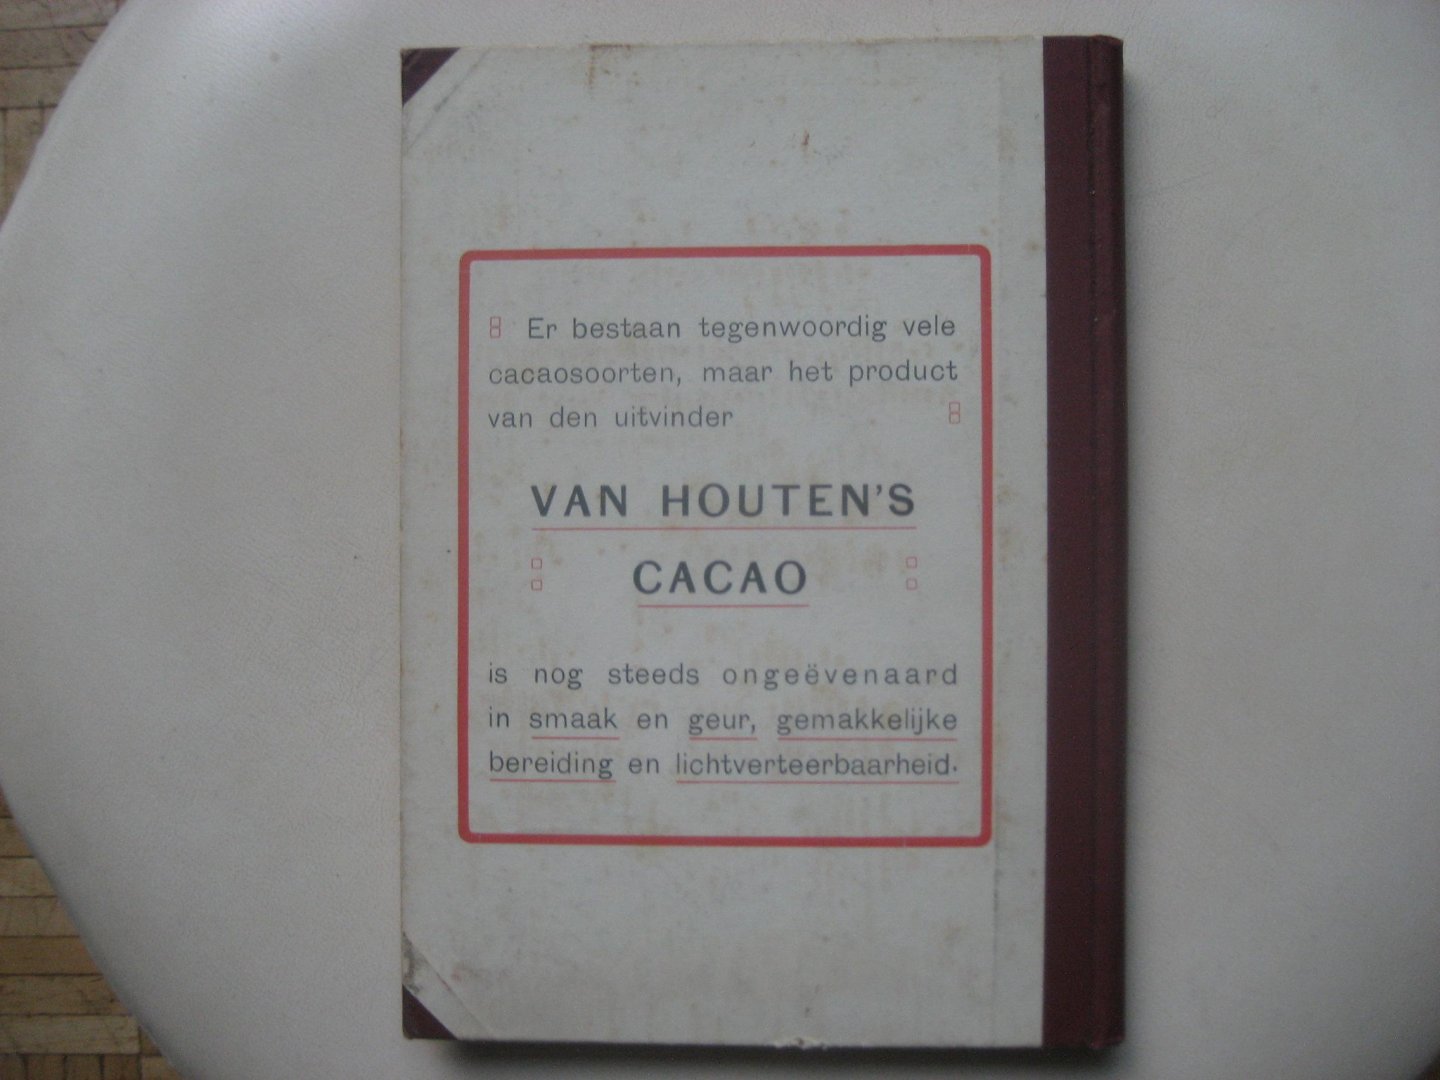 Er bestaan tegenwoordig vele
cacaosoorten, maar het product
van den uitvinder
VAN HOUTEN'S
CACAO
is nog steeds ongeëvenaard
in smaak en geur, gemakkelijke
bereiding en lichtverteerbaarheid.